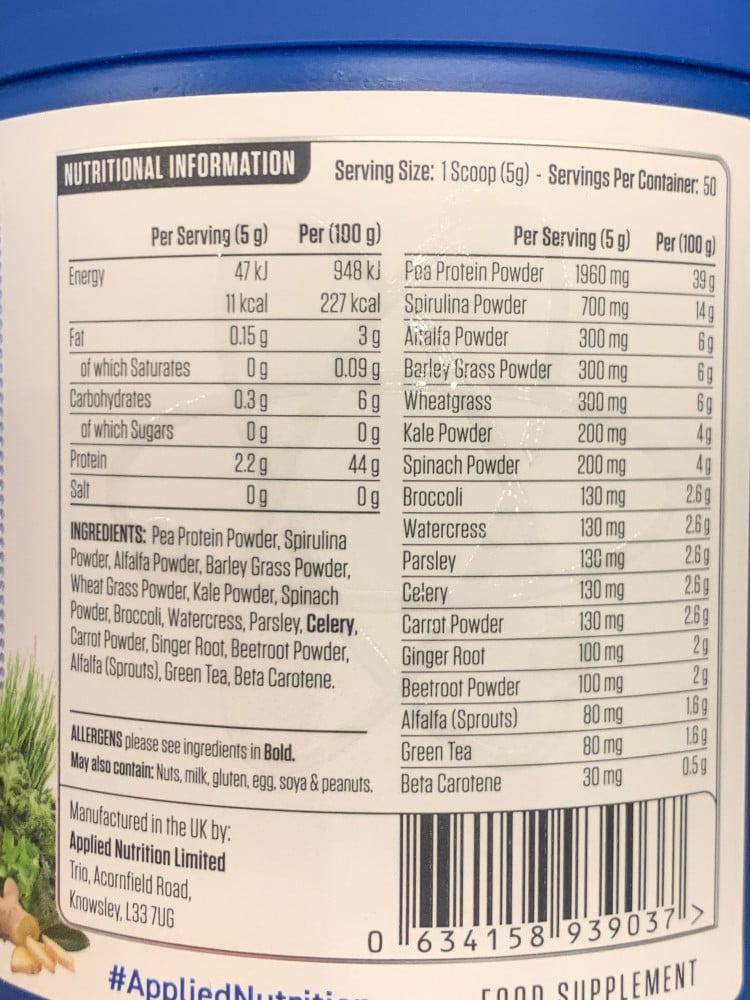 NUTRITIONAL INFORMATION
Serving Size: 1 Scoop (5g) - Servings Per Container: 50
Per Serving (5 g) Per (100 g)
Energy 47 kJ 948 kJ
11 kcal 227 kcal
Fat 0.15 g 3 g
of which Saturates 0 g 0.09 g
Carbohydrates 0.3 g 6 g
of which Sugars 0 g 0 g
Protein 2.2 g 44 g
Salt 0 g 0 g
INGREDIENTS: Pea Protein Powder, Spirulina
Powder, Alfalfa Powder, Barley Grass Powder,
Wheat Grass Powder, Kale Powder, Spinach
Powder, Broccoli, Watercress, Parsley, Celery,
Carrot Powder, Ginger Root, Beetroot Powder,
Alfalfa (Sprouts), Green Tea, Beta Carotene.
ALLERGENS please see ingredients in Bold.
May also contain: Nuts, milk, gluten, egg, soya & peanuts.
Per Serving (5 g) Per (100 g)
Pea Protein Powder 1960 mg 39 g
Spirulina Powder 700 mg 14 g
Alfalfa Powder 300 mg 6 g
Barley Grass Powder 300 mg 6 g
Wheatgrass 300 mg 6 g
Kale Powder 200 mg 4 g
Spinach Powder 200 mg 4 g
Broccoli 130 mg 2.6 g
Watercress 130 mg 2.6 g
Parsley 130 mg 2.6 g
Celery 130 mg 2.6 g
Carrot Powder 130 mg 2.6 g
Ginger Root 100 mg 2 g
Beetroot Powder 100 mg 2 g
Alfalfa (Sprouts) 80 mg 1.6 g
Green Tea 80 mg 1.6 g
Beta Carotene 30 mg 0.5 g
Manufactured in the UK by:
Applied Nutrition Limited
Trio, Acornfield Road,
Knowsley, L33 7UG
0 634158 939037 >
#AppliedNutrition
FOOD SUPPLEMENT